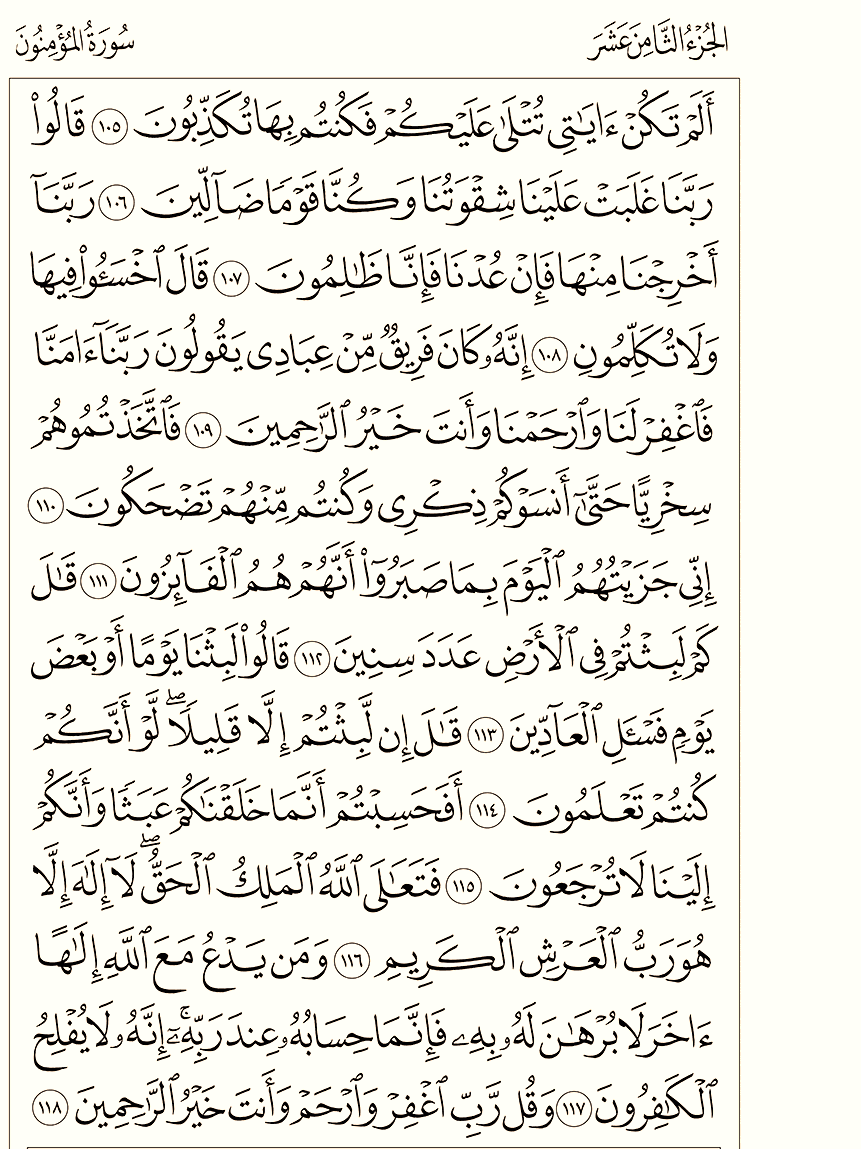 الجُزْءُ الثَّامِنَ عَشَرَ
سُورَةُ المُؤْمِنُونَ
أَلَمْ تَكُنْ ءَايَٰتِى تُتْلَىٰ عَلَيْكُمْ فَكُنتُم بِهَا تُكَذِّبُونَ ١٠٥ قَالُوا۟
رَبَّنَا غَلَبَتْ عَلَيْنَا شِقْوَتُنَا وَكُنَّا قَوْمًا ضَآلِّينَ ١٠٦ رَبَّنَآ
أَخْرِجْنَا مِنْهَا فَإِنْ عُدْنَا فَإِنَّا ظَٰلِمُونَ ١٠٧ قَالَ ٱخْسَـُٔوا۟ فِيهَا
وَلَا تُكَلِّمُونِ ١٠٨ إِنَّهُۥ كَانَ فَرِيقٌ مِّنْ عِبَادِى يَقُولُونَ رَبَّنَآ ءَامَنَّا
فَٱغْفِرْ لَنَا وَٱرْحَمْنَا وَأَنتَ خَيْرُ ٱلرَّٰحِمِينَ ١٠٩ فَٱتَّخَذْتُمُوهُمْ
سِخْرِيًّا حَتَّىٰٓ أَنسَوْكُمْ ذِكْرِى وَكُنتُم مِّنْهُمْ تَضْحَكُونَ ١١٠
إِنِّى جَزَيْتُهُمُ ٱلْيَوْمَ بِمَا صَبَرُوٓا۟ أَنَّهُمْ هُمُ ٱلْفَآئِزُونَ ١١١ قَٰلَ
كَمْ لَبِثْتُمْ فِى ٱلْأَرْضِ عَدَدَ سِنِينَ ١١٢ قَالُوا۟ لَبِثْنَا يَوْمًا أَوْ بَعْضَ
يَوْمٍ فَسْـَٔلِ ٱلْعَآدِّينَ ١١٣ قَٰلَ إِن لَّبِثْتُمْ إِلَّا قَلِيلًا ۖ لَّوْ أَنَّكُمْ
كُنتُمْ تَعْلَمُونَ ١١٤ أَفَحَسِبْتُمْ أَنَّمَا خَلَقْنَٰكُمْ عَبَثًا وَأَنَّكُمْ
إِلَيْنَا لَا تُرْجَعُونَ ١١٥ فَتَعَٰلَى ٱللَّهُ ٱلْمَلِكُ ٱلْحَقُّ ۖ لَآ إِلَٰهَ إِلَّا
هُوَ رَبُّ ٱلْعَرْشِ ٱلْكَرِيمِ ١١٦ وَمَن يَدْعُ مَعَ ٱللَّهِ إِلَٰهًا
ءَاخَرَ لَا بُرْهَٰنَ لَهُۥ بِهِۦ فَإِنَّمَا حِسَابُهُۥ عِندَ رَبِّهِۦٓ ۚ إِنَّهُۥ لَا يُفْلِحُ
ٱلْكَٰفِرُونَ ١١٧ وَقُل رَّبِّ ٱغْفِرْ وَٱرْحَمْ وَأَنتَ خَيْرُ ٱلرَّٰحِمِينَ ١١٨